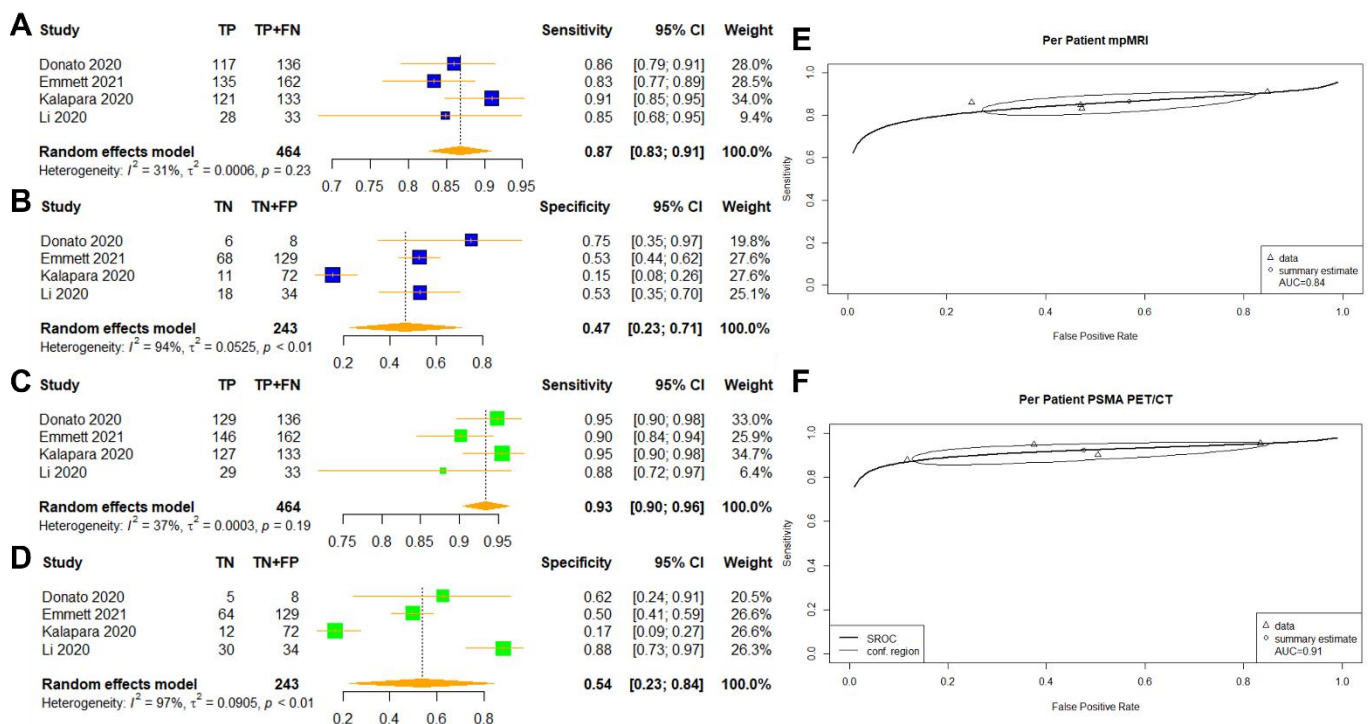 A
Study TP TP+FN Sensitivity 95% CI Weight
Donato 2020 117 136 0.86 [0.79; 0.91] 28.0%
Emmett 2021 135 162 0.83 [0.77; 0.89] 28.5%
Kalapara 2020 121 133 0.91 [0.85; 0.95] 34.0%
Li 2020 28 33 0.85 [0.68; 0.95] 9.4%
Random effects model 464 0.87 [0.83; 0.91] 100.0%
Heterogeneity: I² = 31%, τ² = 0.0006, p = 0.23
0.7 0.75 0.8 0.85 0.9 0.95
B
Study TN TN+FP Specificity 95% CI Weight
Donato 2020 6 8 0.75 [0.35; 0.97] 19.8%
Emmett 2021 68 129 0.53 [0.44; 0.62] 27.6%
Kalapara 2020 11 72 0.15 [0.08; 0.26] 27.6%
Li 2020 18 34 0.53 [0.35; 0.70] 25.1%
Random effects model 243 0.47 [0.23; 0.71] 100.0%
Heterogeneity: I² = 94%, τ² = 0.0525, p < 0.01
0.2 0.4 0.6 0.8
C
Study TP TP+FN Sensitivity 95% CI Weight
Donato 2020 129 136 0.95 [0.90; 0.98] 33.0%
Emmett 2021 146 162 0.90 [0.84; 0.94] 25.9%
Kalapara 2020 127 133 0.95 [0.90; 0.98] 34.7%
Li 2020 29 33 0.88 [0.72; 0.97] 6.4%
Random effects model 464 0.93 [0.90; 0.96] 100.0%
Heterogeneity: I² = 37%, τ² = 0.0003, p = 0.19
0.75 0.85 0.9 0.95
D
Study TN TN+FP Specificity 95% CI Weight
Donato 2020 5 8 0.62 [0.24; 0.91] 20.5%
Emmett 2021 64 129 0.50 [0.41; 0.59] 26.6%
Kalapara 2020 12 72 0.17 [0.09; 0.27] 26.6%
Li 2020 30 34 0.88 [0.73; 0.97] 26.3%
Random effects model 243 0.54 [0.23; 0.84] 100.0%
Heterogeneity: I² = 97%, τ² = 0.0905, p < 0.01
0.2 0.4 0.6 0.8
E
Per Patient mpMRI
Sensitivity
1.0
0.8
0.6
0.4
0.2
0.0
data
summary estimate
AUC=0.84
0.0 0.2 0.4 0.6 0.8 1.0
False Positive Rate
F
Per Patient PSMA PET/CT
Sensitivity
1.0
0.8
0.6
0.4
0.2
0.0
SROC
conf. region
data
summary estimate
AUC=0.91
0.0 0.2 0.4 0.6 0.8 1.0
False Positive Rate